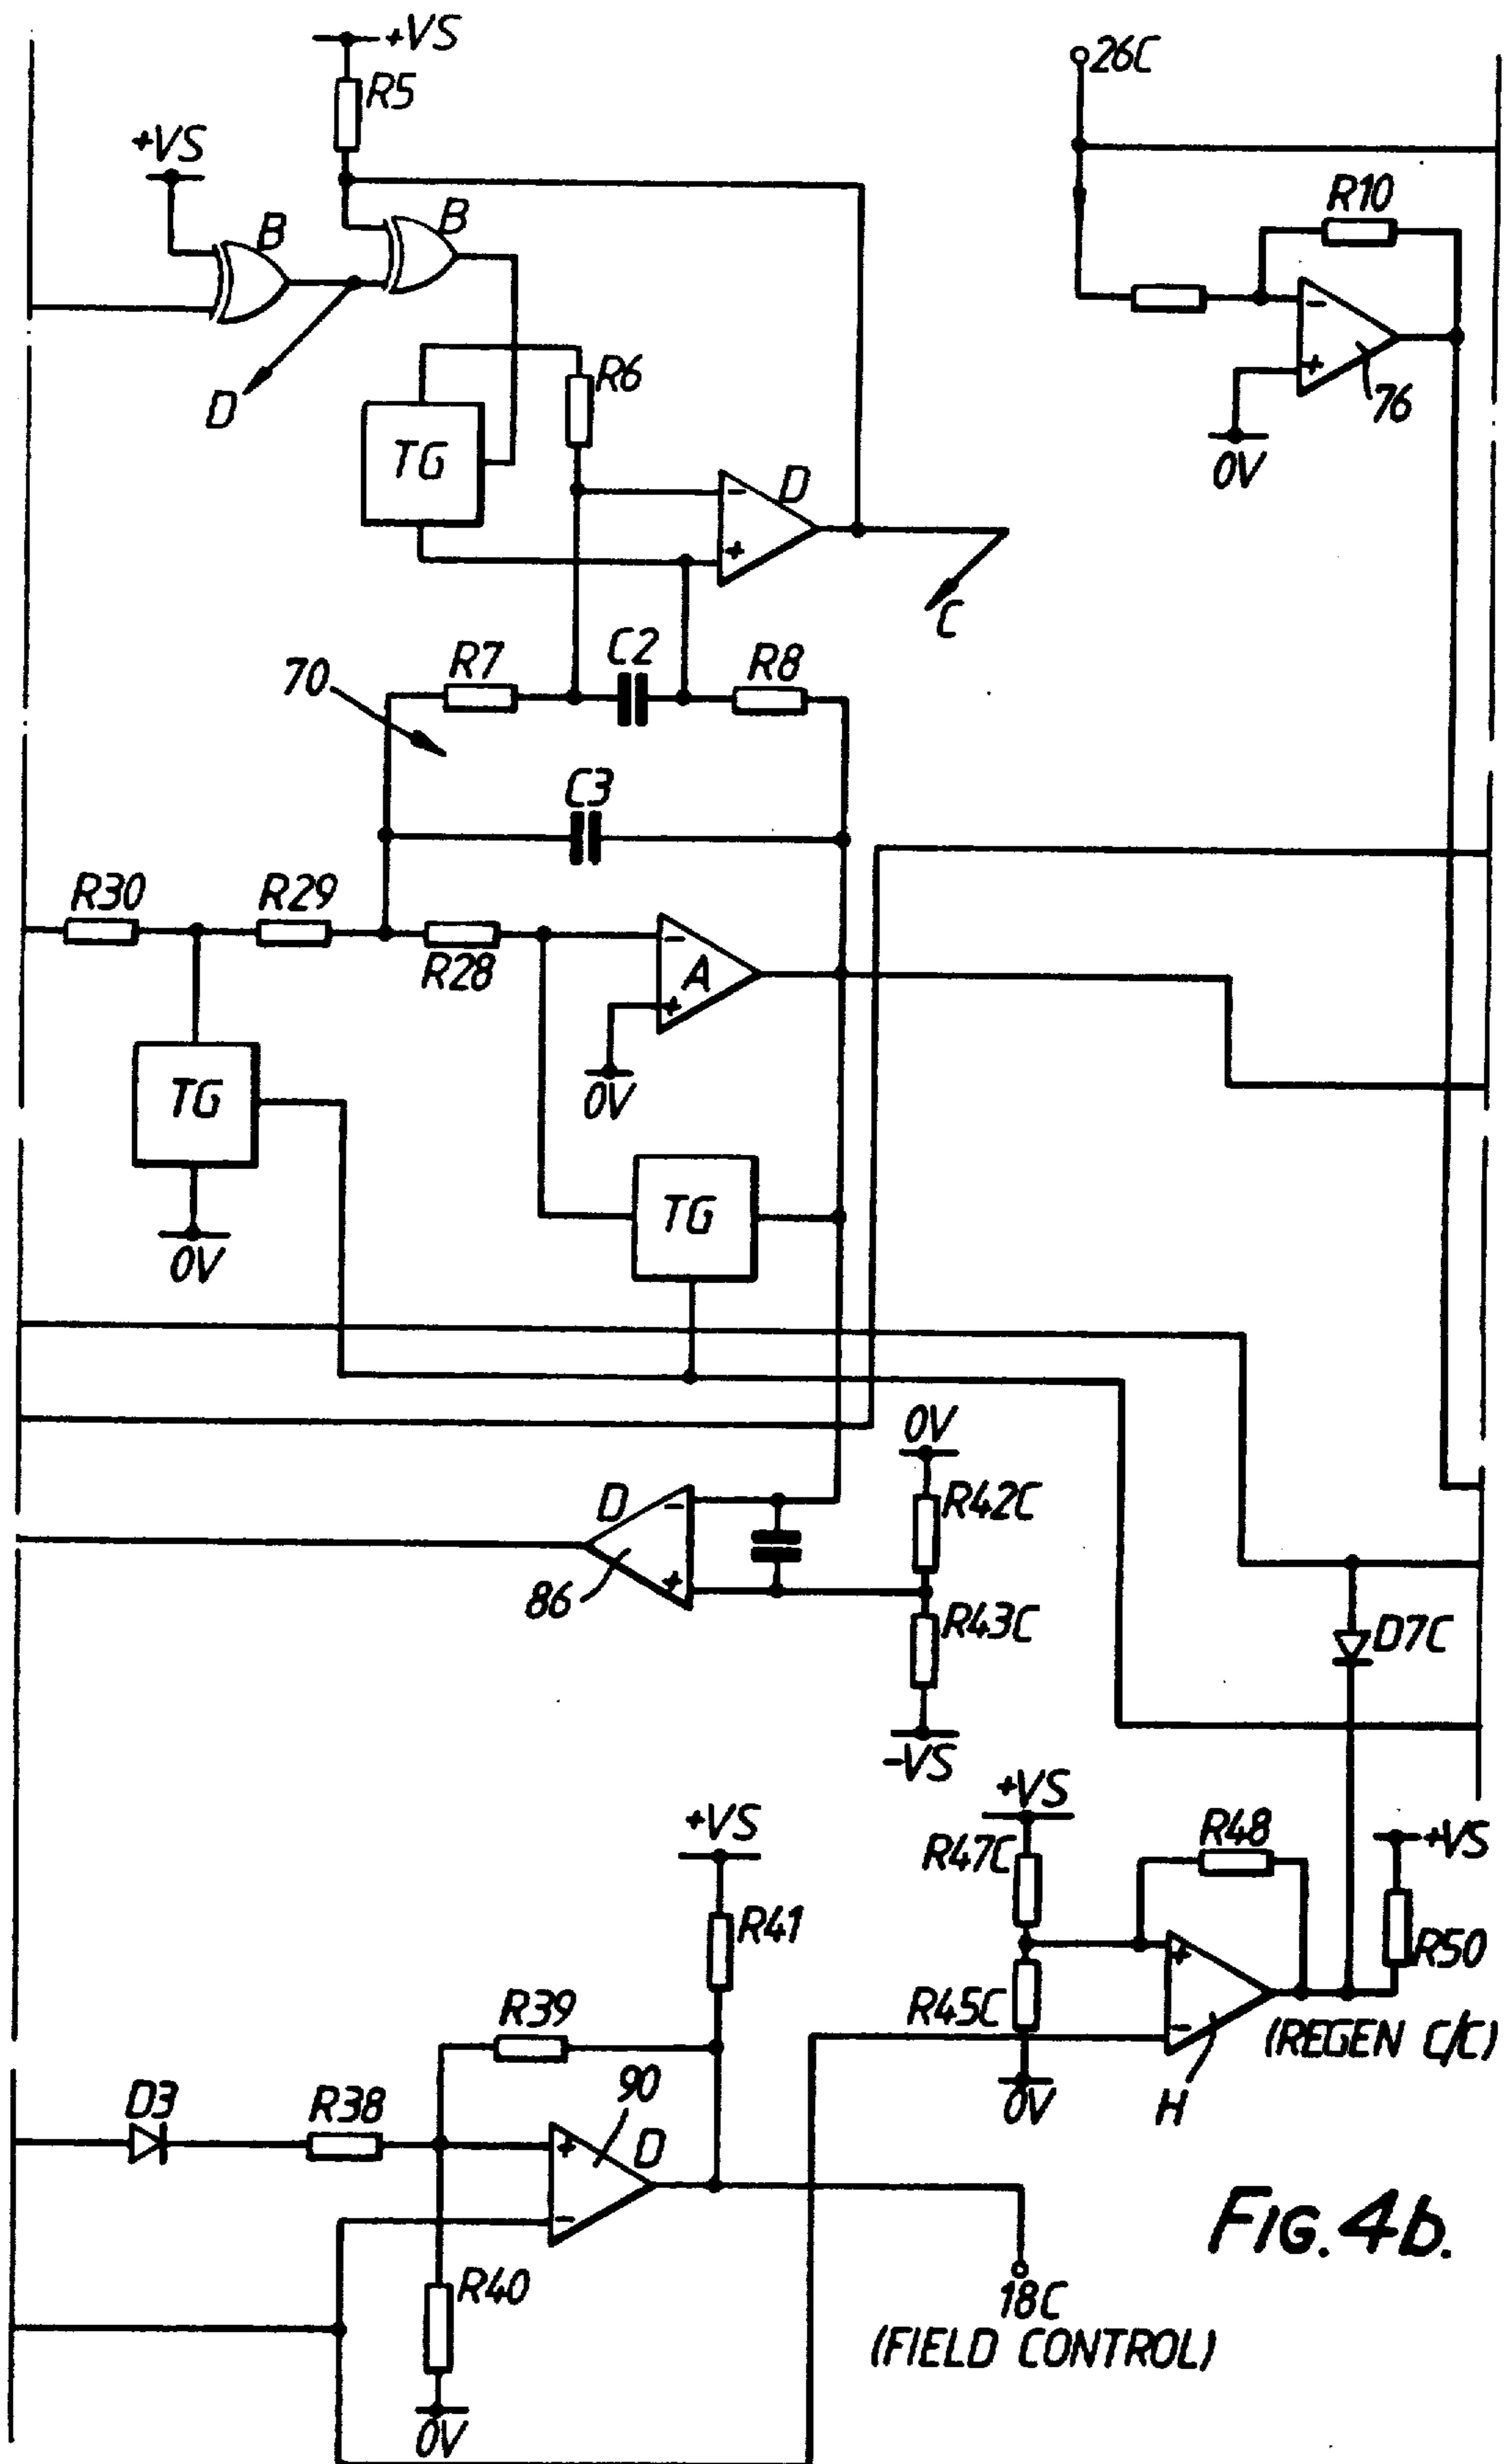 +VS
R5
26C
+VS
B
B
R10
D
R6
TG
-
D
+
-
+
76
0V
C
70
R7
C2
R8
C3
R30
R29
R28
-
A
+
0V
TG
0V
TG
0V
D
-
+
86
R42C
R43C
-VS
D7C
+VS
R41
+VS
R47C
R48
+VS
R50
R45C
+
-
0V
H
(REGEN C/C)
D3
R38
R39
90
+
D
-
R40
0V
18C
(FIELD CONTROL)
FIG. 4b.